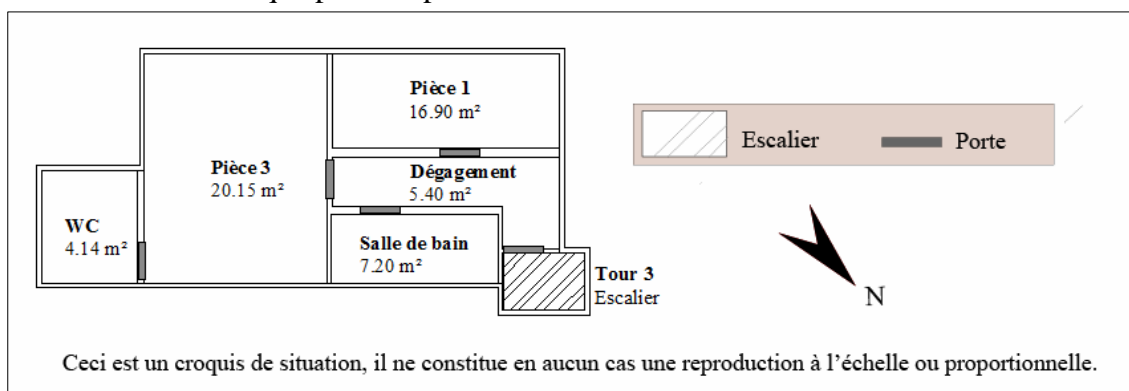 Pièce 1
16.90 m²
Pièce 3
20.15 m²
Dégagement
5.40 m²
WC
4.14 m²
Salle de bain
7.20 m²
Tour 3
Escalier
Escalier
Porte
N
Ceci est un croquis de situation, il ne constitue en aucun cas une reproduction à l’échelle ou proportionnelle.